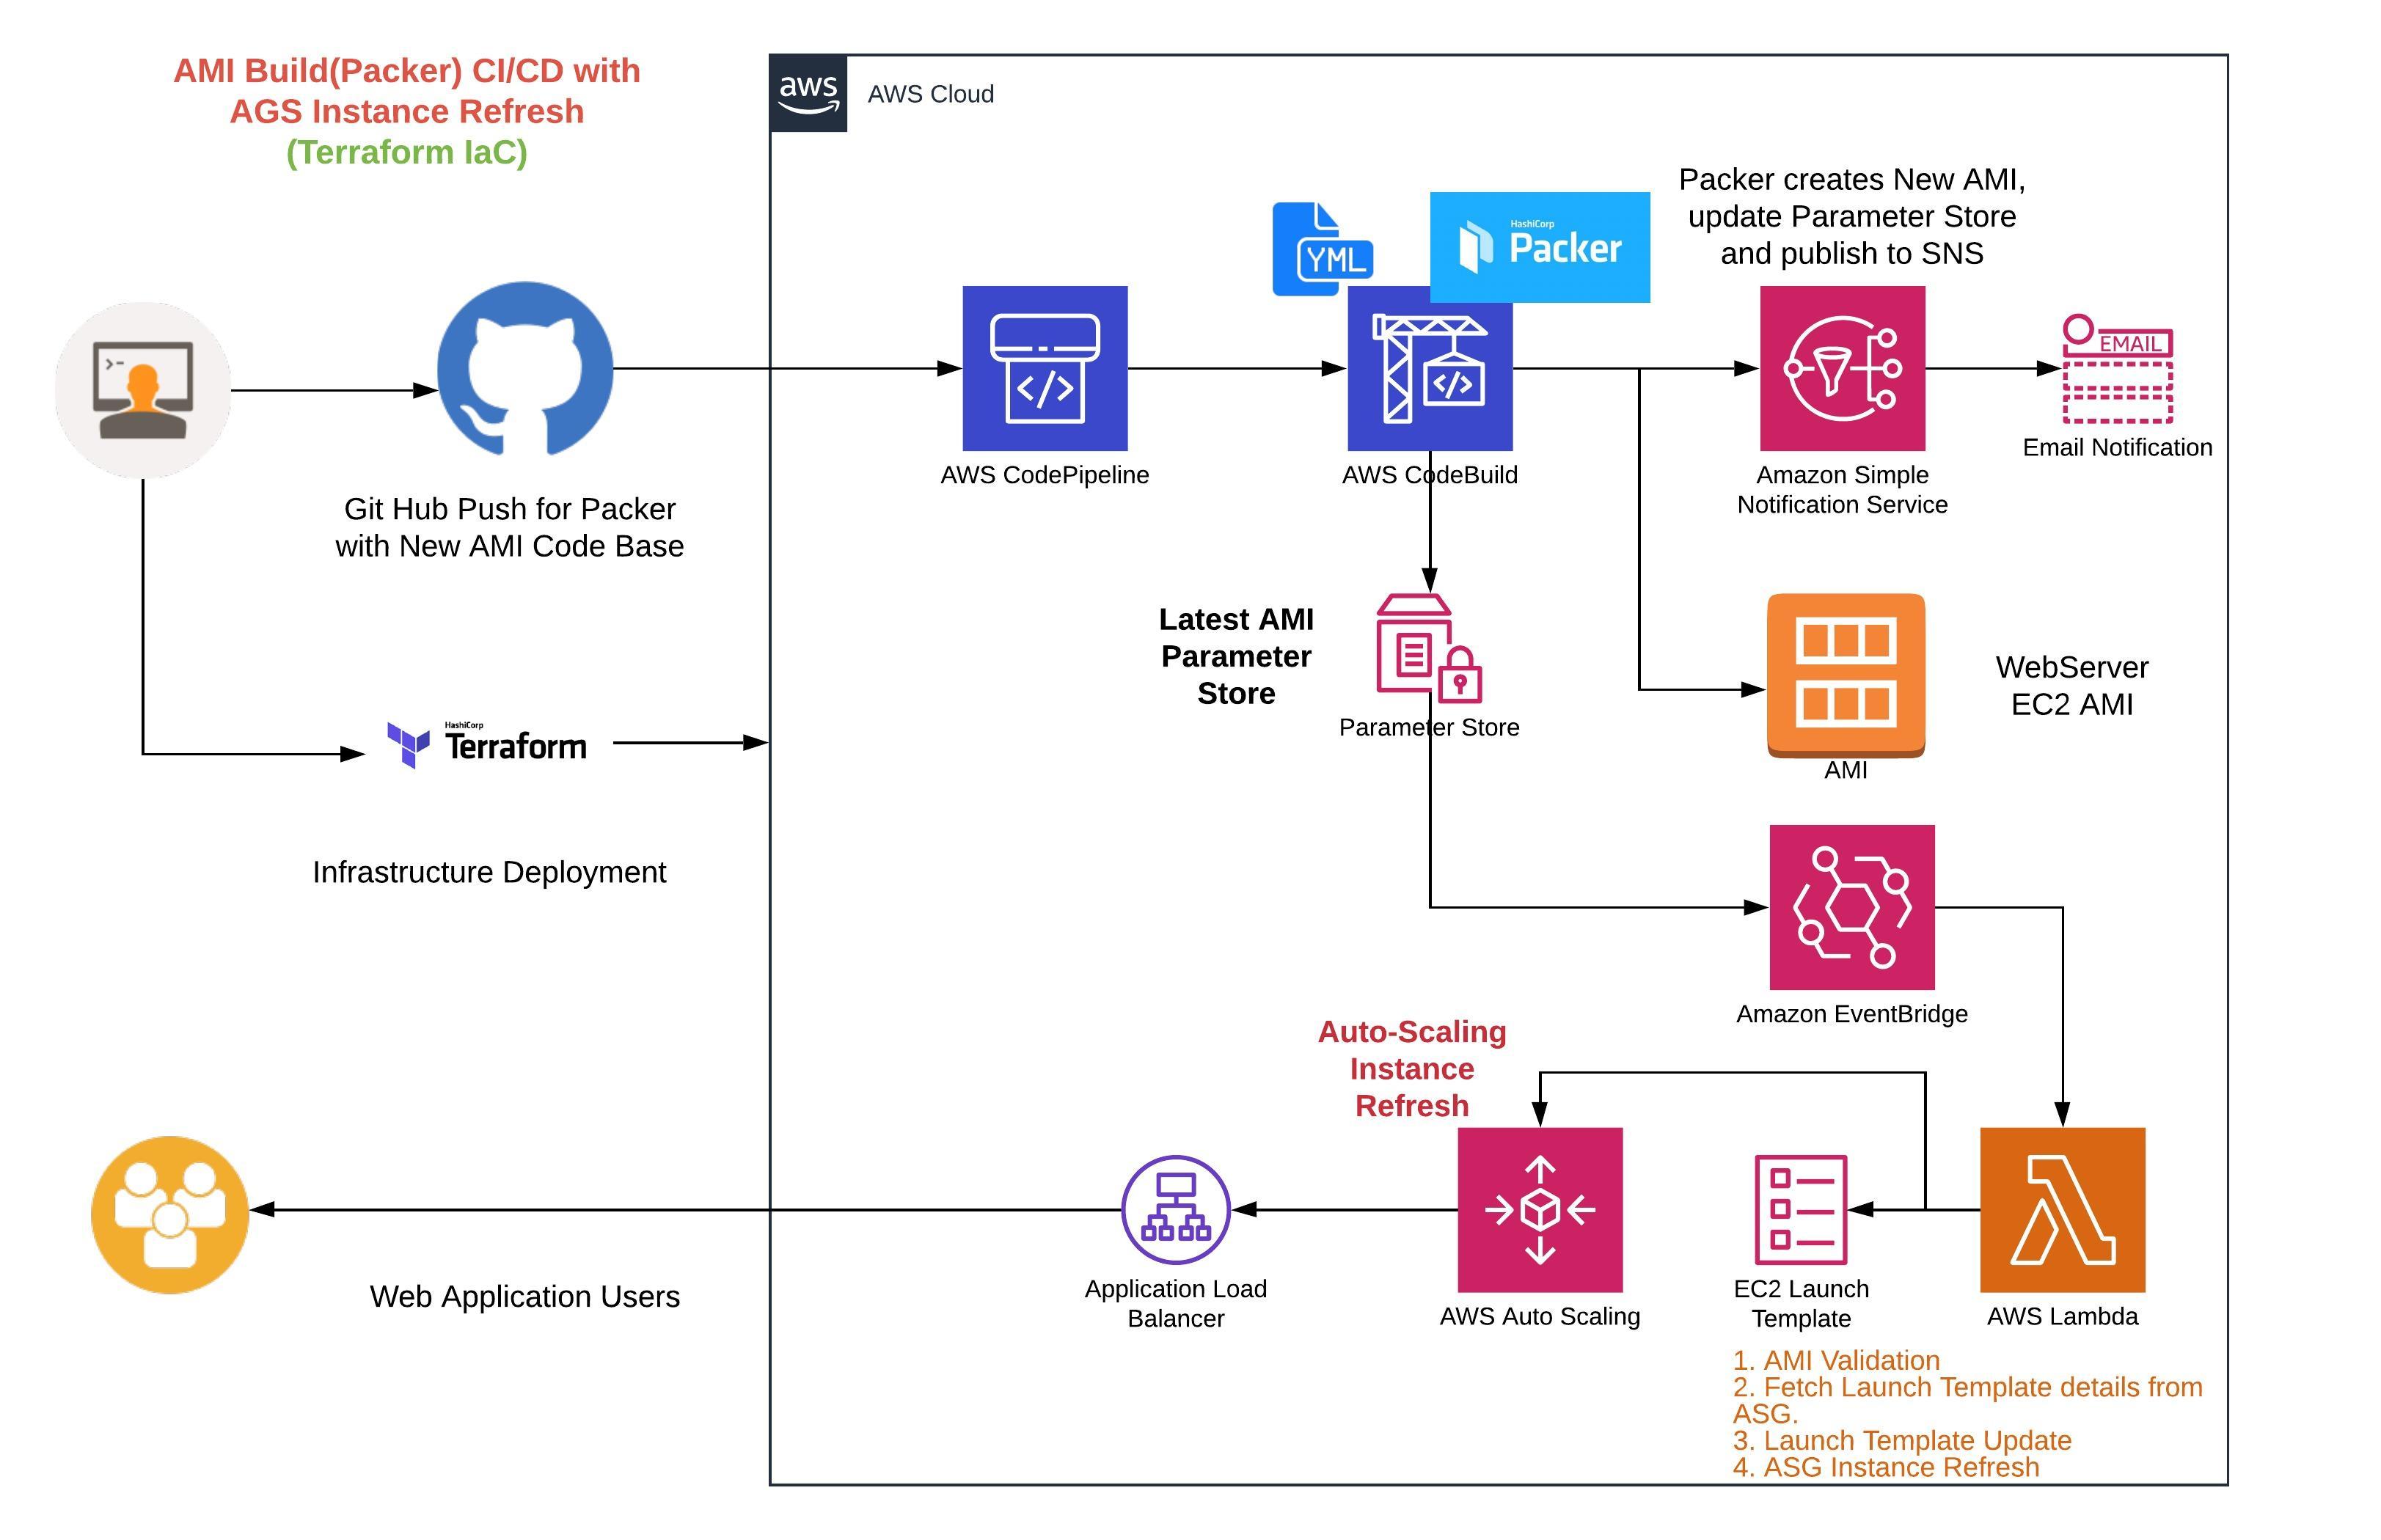 AMI Build(Packer) CI/CD with
AGS Instance Refresh
(Terraform IaC)
aws
AWS Cloud
Packer creates New AMI,
update Parameter Store
and publish to SNS
YML
HashiCorp
Packer
>-
</>
</>
EMAIL
Email Notification
AWS CodePipeline
AWS CodeBuild
Amazon Simple
Notification Service
Git Hub Push for Packer
with New AMI Code Base
Latest AMI
Parameter
Store
Parameter Store
WebServer
EC2 AMI
AMI
HashiCorp
Terraform
Infrastructure Deployment
Amazon EventBridge
Auto-Scaling
Instance
Refresh
Web Application Users
Application Load
Balancer
AWS Auto Scaling
EC2 Launch
Template
AWS Lambda
1. AMI Validation
2. Fetch Launch Template details from
ASG.
3. Launch Template Update
4. ASG Instance Refresh